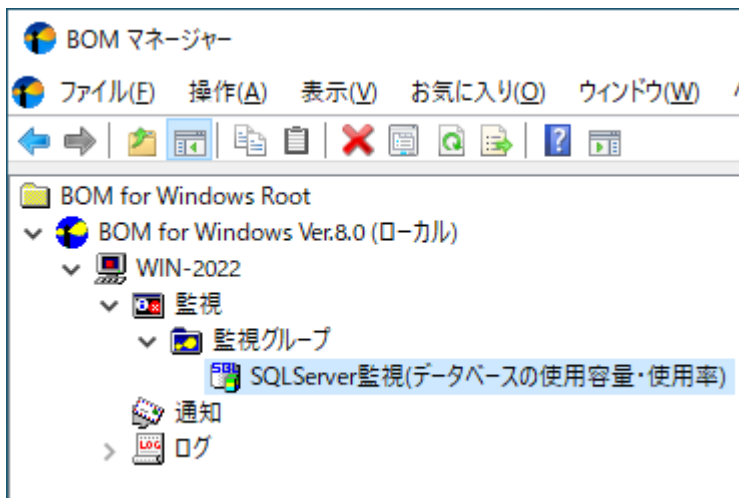 BOM マネージャー
ファイル(F) 操作(A) 表示(V) お気に入り(O) ウィンドウ(W)
BOM for Windows Root
BOM for Windows Ver.8.0 (ローカル)
WIN-2022
監視
監視グループ
SQLServer監視(データベースの使用容量・使用率)
通知
ログ